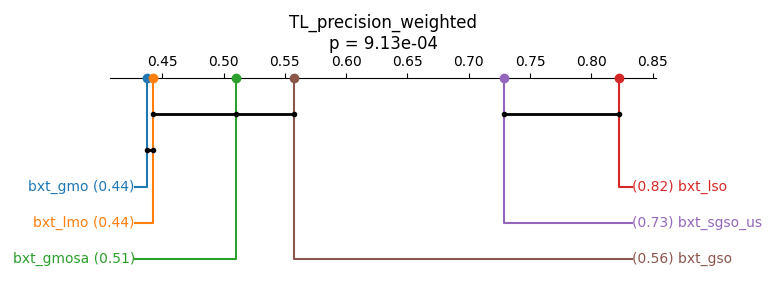 TL_precision_weighted
p = 9.13e-04
0.45 0.50 0.55 0.60 0.65 0.70 0.75 0.80 0.85
bxt_gmo (0.44) (0.82) bxt_lso
bxt_lmo (0.44) (0.73) bxt_sgso_us
bxt_gmosa (0.51) (0.56) bxt_gso